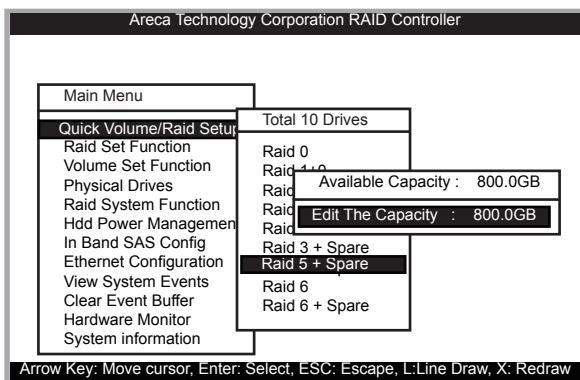 Areca Technology Corporation RAID Controller
Main Menu
Quick Volume/Raid Setup
Raid Set Function
Volume Set Function
Physical Drives
Raid System Function
Hdd Power Managemen
In Band SAS Config
Ethernet Configuration
View System Events
Clear Event Buffer
Hardware Monitor
System information
Total 10 Drives
Raid 0
Raid 1+0
Raid
Raid
Raid
Raid 3 + Spare
Raid 5 + Spare
Raid 6
Raid 6 + Spare
Available Capacity : 800.0GB
Edit The Capacity : 800.0GB
Arrow Key: Move cursor, Enter: Select, ESC: Escape, L:Line Draw, X: Redraw